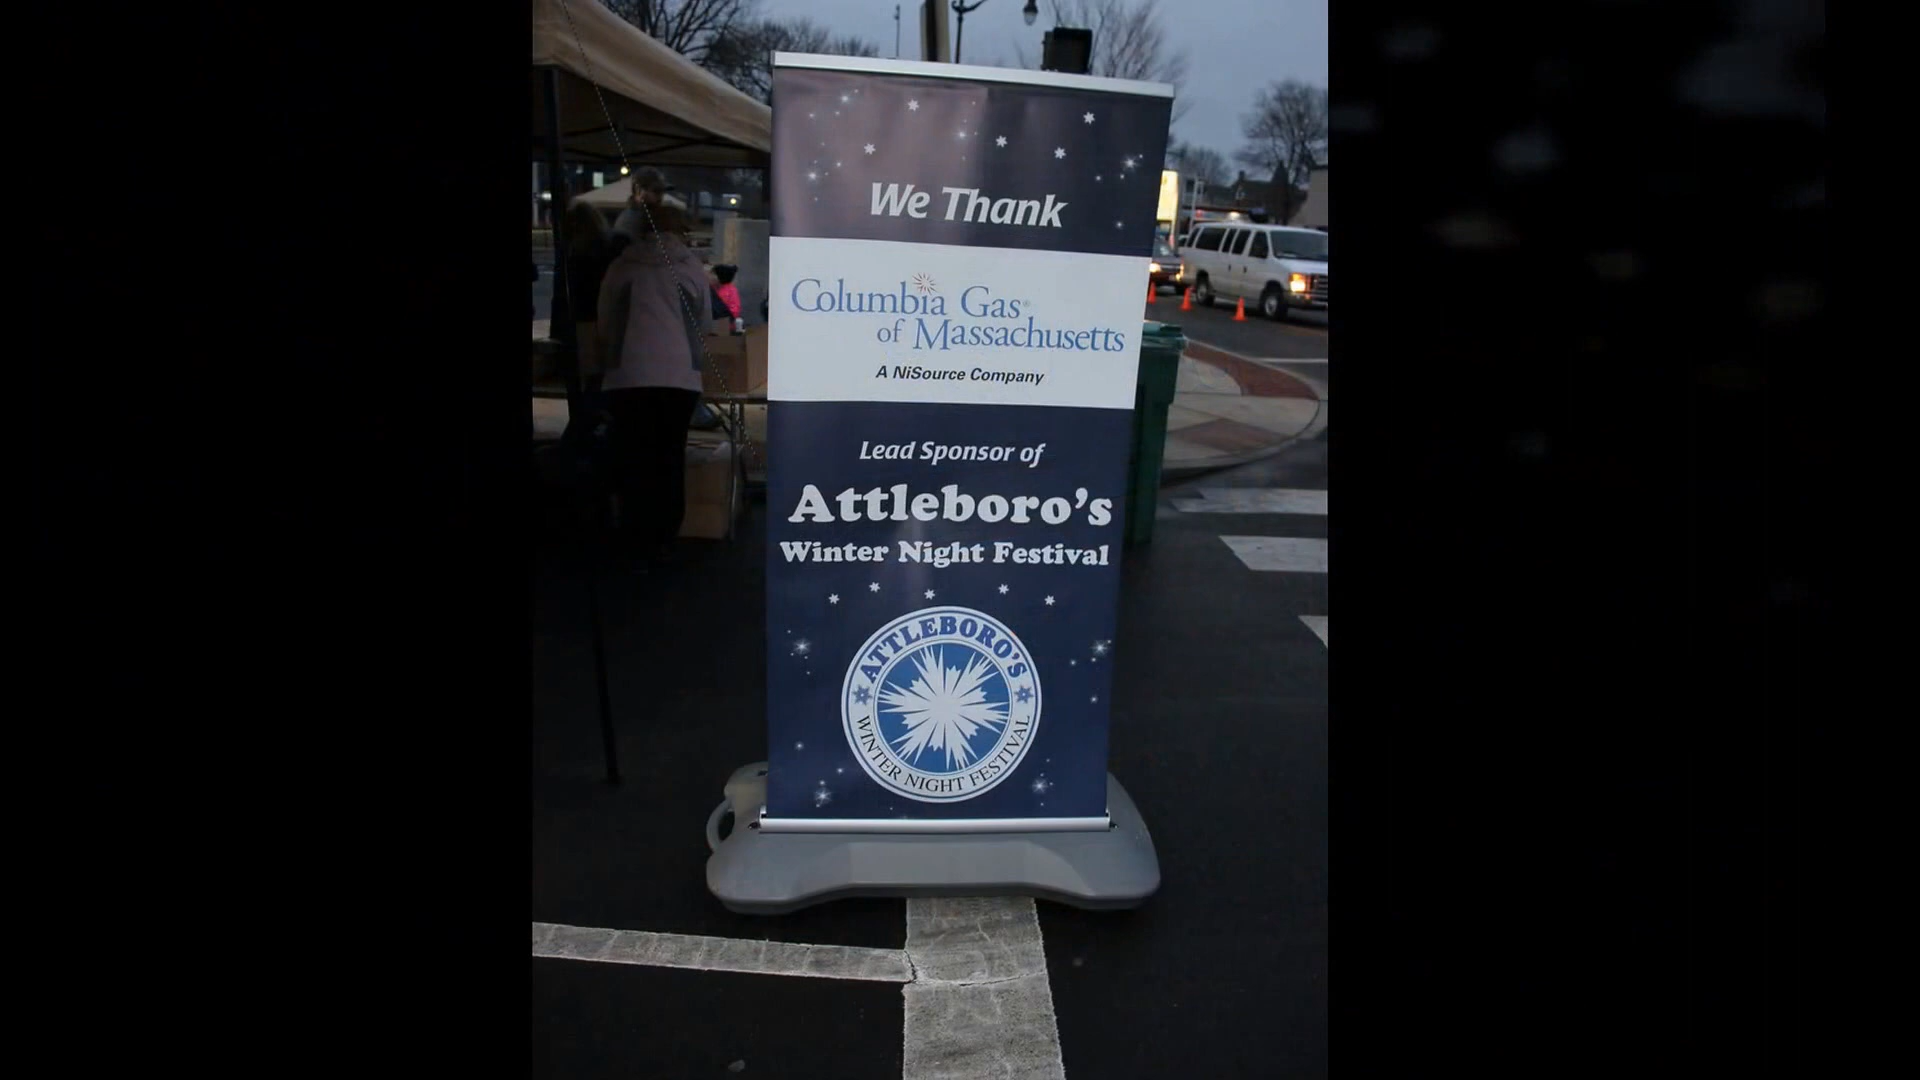 We Thank
Columbia Gas®
of Massachusetts
A NiSource Company
Lead Sponsor of
Attleboro's
Winter Night Festival
ATTLEBORO'S
WINTER NIGHT FESTIVAL